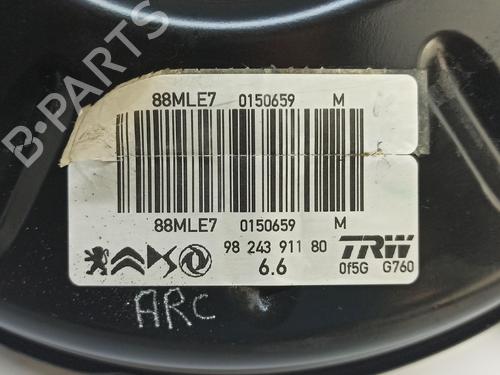 B-PARTS
88MLE7 0150659 M
88MLE7 0150659 M
98 243 911 80 TRW
6.6 0f5G G760
ARC